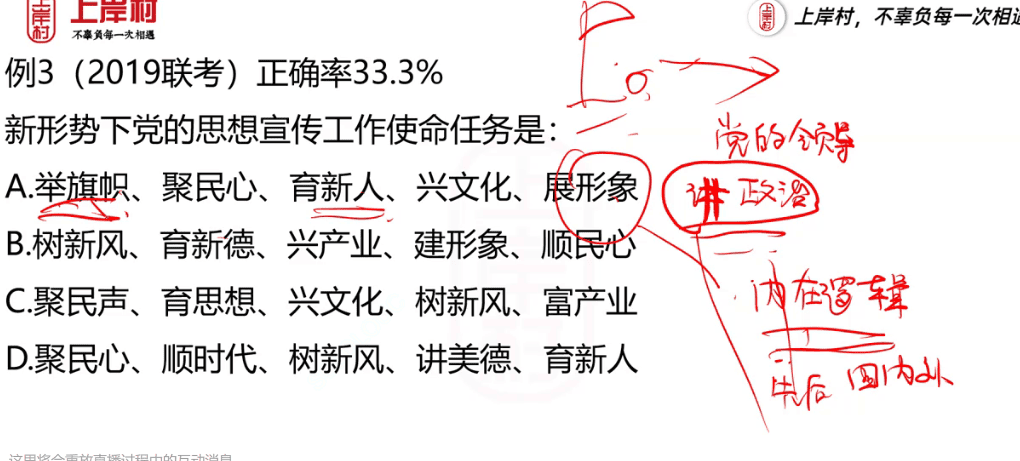 上岸村
不辜负每一次相遇
上岸村
上岸村，不辜负每一次相遇
例3（2019联考）正确率33.3%
新形势下党的思想宣传工作使命任务是：
党的领导
A.举旗帜、聚民心、育新人、兴文化、展形象
讲政治
B.树新风、育新德、兴产业、建形象、顺民心
内在逻辑
C.聚民声、育思想、兴文化、树新风、富产业
D.聚民心、顺时代、树新风、讲美德、育新人
先后 国内外
这里将会重放直播过程中的互动消息